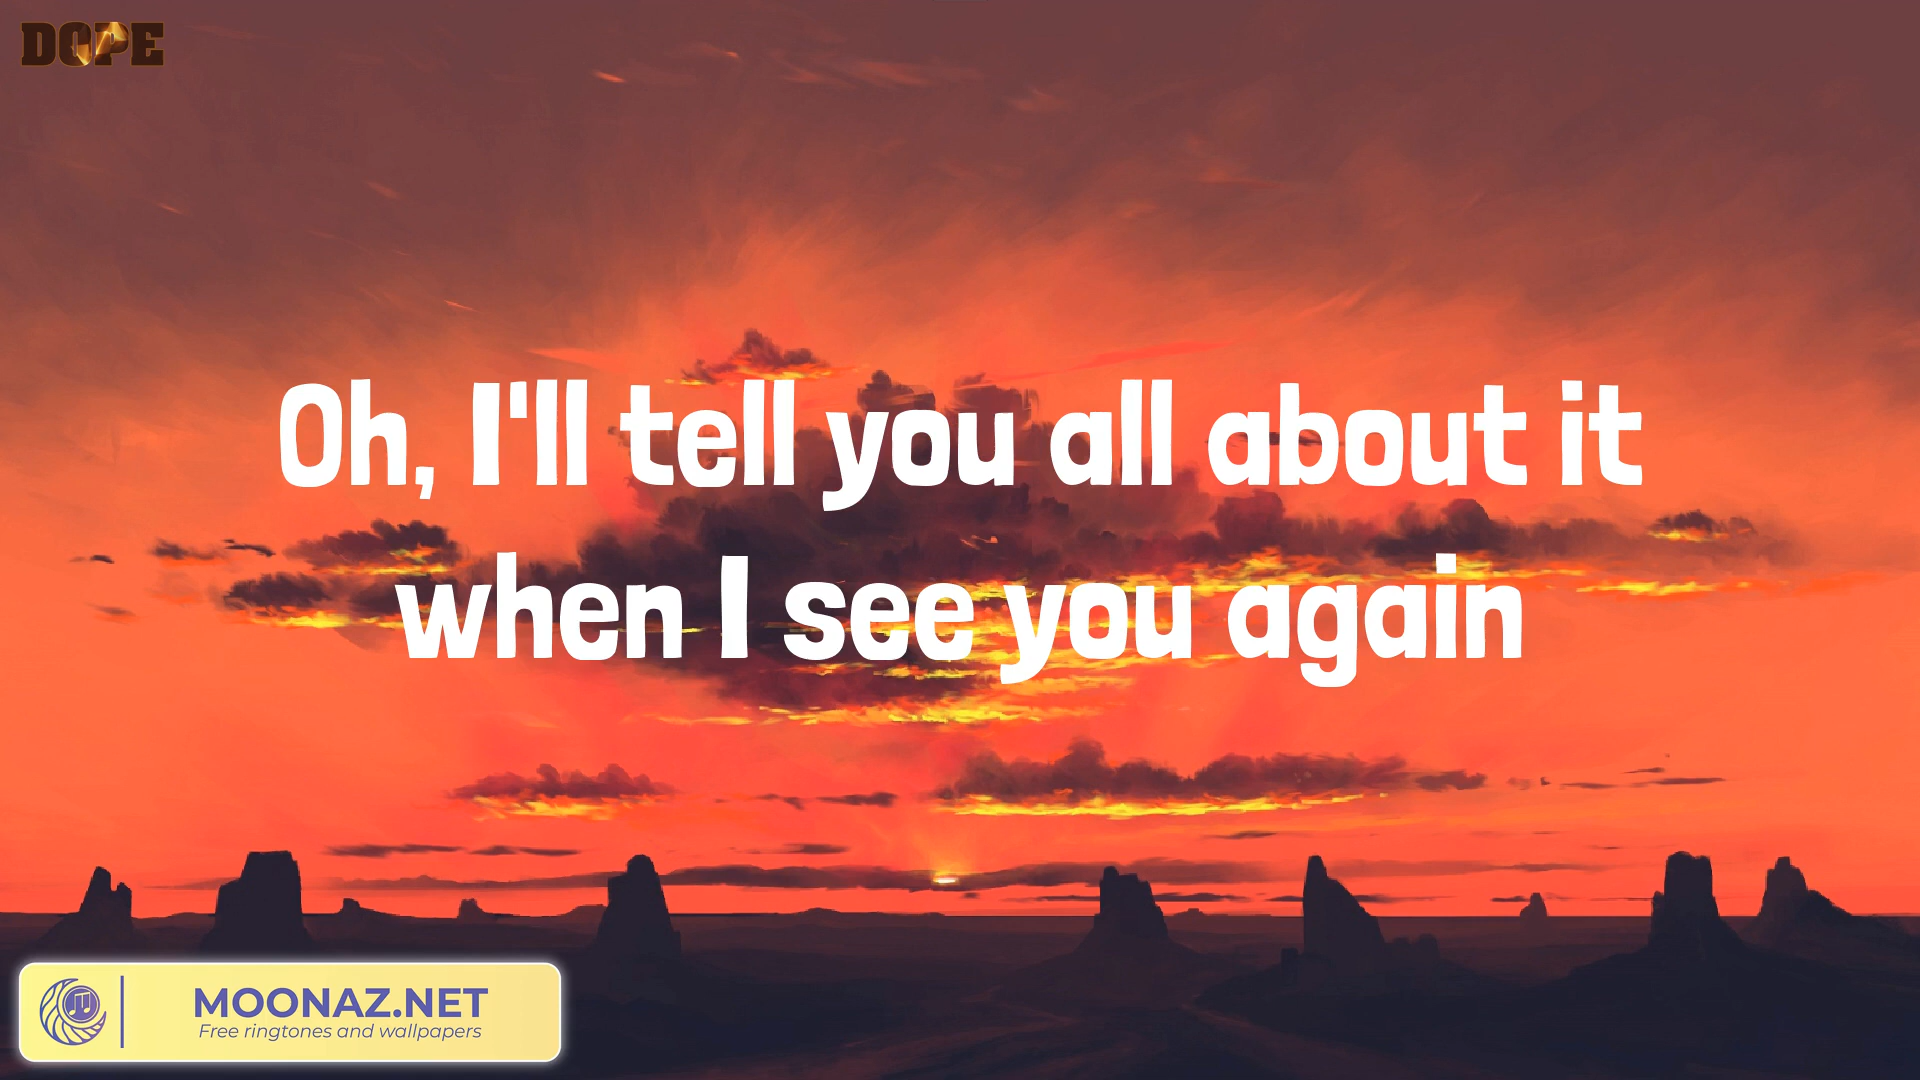 DOPE
Oh, I'll tell you all about it
when I see you again
MOONAZ.NET
Free ringtones and wallpapers